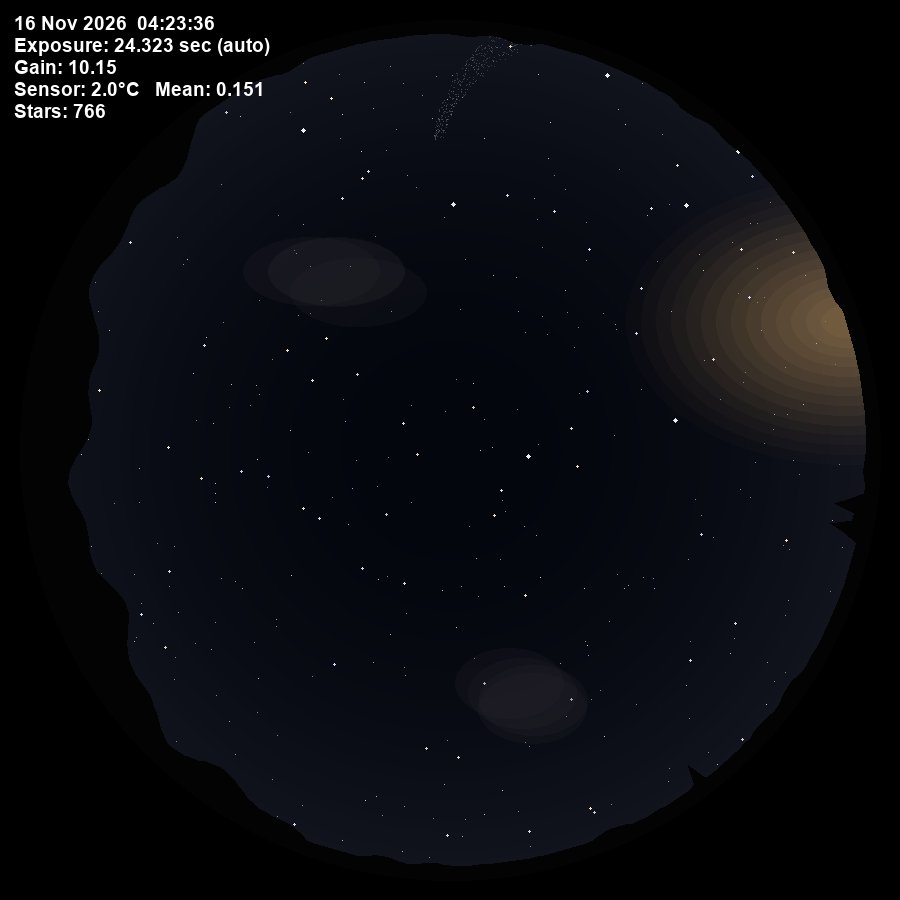 16 Nov 2026  04:23:36
Exposure: 24.323 sec (auto)
Gain: 10.15
Sensor: 2.0°C   Mean: 0.151
Stars: 766